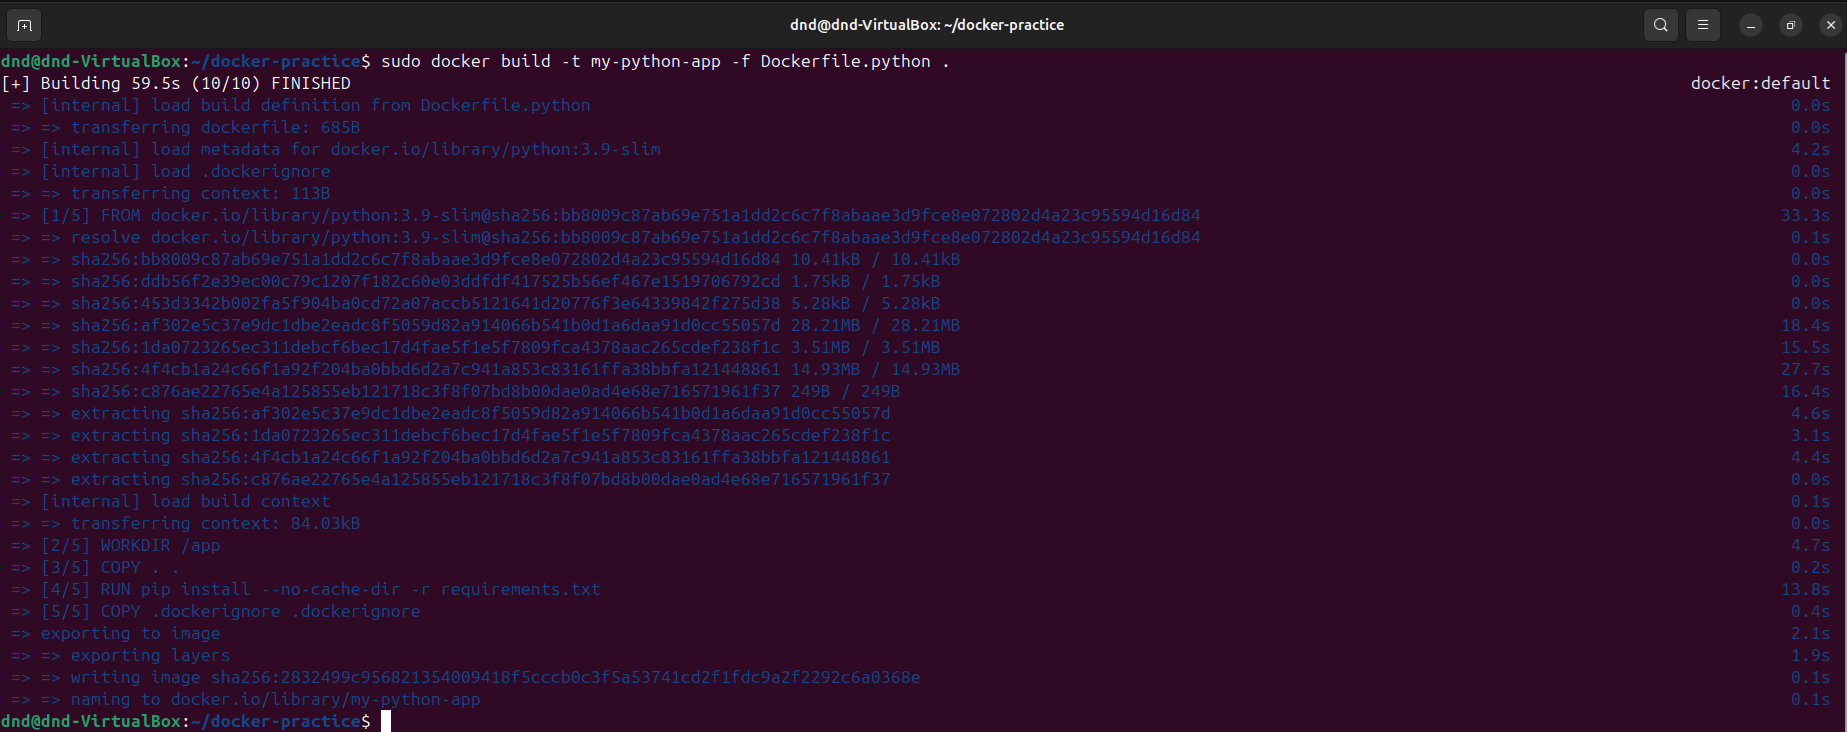 dnd@dnd-VirtualBox: ~/docker-practice
dnd@dnd-VirtualBox:~/docker-practice$ sudo docker build -t my-python-app -f Dockerfile.python .
[+] Building 59.5s (10/10) FINISHED docker:default
=> [internal] load build definition from Dockerfile.python 0.0s
=> => transferring dockerfile: 685B 0.0s
=> [internal] load metadata for docker.io/library/python:3.9-slim 4.2s
=> [internal] load .dockerignore 0.0s
=> => transferring context: 113B 0.0s
=> [1/5] FROM docker.io/library/python:3.9-slim@sha256:bb8009c87ab69e751a1dd2c6c7f8abaae3d9fce8e072802d4a23c95594d16d84 33.3s
=> => resolve docker.io/library/python:3.9-slim@sha256:bb8009c87ab69e751a1dd2c6c7f8abaae3d9fce8e072802d4a23c95594d16d84 0.1s
=> => sha256:bb8009c87ab69e751a1dd2c6c7f8abaae3d9fce8e072802d4a23c95594d16d84 10.41kB / 10.41kB 0.0s
=> => sha256:ddb56f2e39ec00c79c1207f182c60e03ddfdf417525b56ef467e1519706792cd 1.75kB / 1.75kB 0.0s
=> => sha256:453d3342b002fa5f904ba0cd72a07accb5121641d20776f3e64339842f275d38 5.28kB / 5.28kB 0.0s
=> => sha256:af302e5c37e9dc1dbe2eadc8f5059d82a914066b541b0d1a6daa91d0cc55057d 28.21MB / 28.21MB 18.4s
=> => sha256:1da0723265ec311debcf6bec17d4fae5f1e5f7809fca4378aac265cdef238f1c 3.51MB / 3.51MB 15.5s
=> => sha256:4f4cb1a24c66f1a92f204ba0bbd6d2a7c941a853c83161ffa38bbfa121448861 14.93MB / 14.93MB 27.7s
=> => sha256:c876ae22765e4a125855eb121718c3f8f07bd8b00dae0ad4e68e716571961f37 249B / 249B 16.4s
=> => extracting sha256:af302e5c37e9dc1dbe2eadc8f5059d82a914066b541b0d1a6daa91d0cc55057d 4.6s
=> => extracting sha256:1da0723265ec311debcf6bec17d4fae5f1e5f7809fca4378aac265cdef238f1c 3.1s
=> => extracting sha256:4f4cb1a24c66f1a92f204ba0bbd6d2a7c941a853c83161ffa38bbfa121448861 4.4s
=> => extracting sha256:c876ae22765e4a125855eb121718c3f8f07bd8b00dae0ad4e68e716571961f37 0.0s
=> [internal] load build context 0.1s
=> => transferring context: 84.03kB 0.0s
=> [2/5] WORKDIR /app 4.7s
=> [3/5] COPY . . 0.2s
=> [4/5] RUN pip install --no-cache-dir -r requirements.txt 13.8s
=> [5/5] COPY .dockerignore .dockerignore 0.4s
=> exporting to image 2.1s
=> => exporting layers 1.9s
=> => writing image sha256:2832499c956821354009418f5cccb0c3f5a53741cd2f1fdc9a2f2292c6a0368e 0.1s
=> => naming to docker.io/library/my-python-app 0.1s
dnd@dnd-VirtualBox:~/docker-practice$